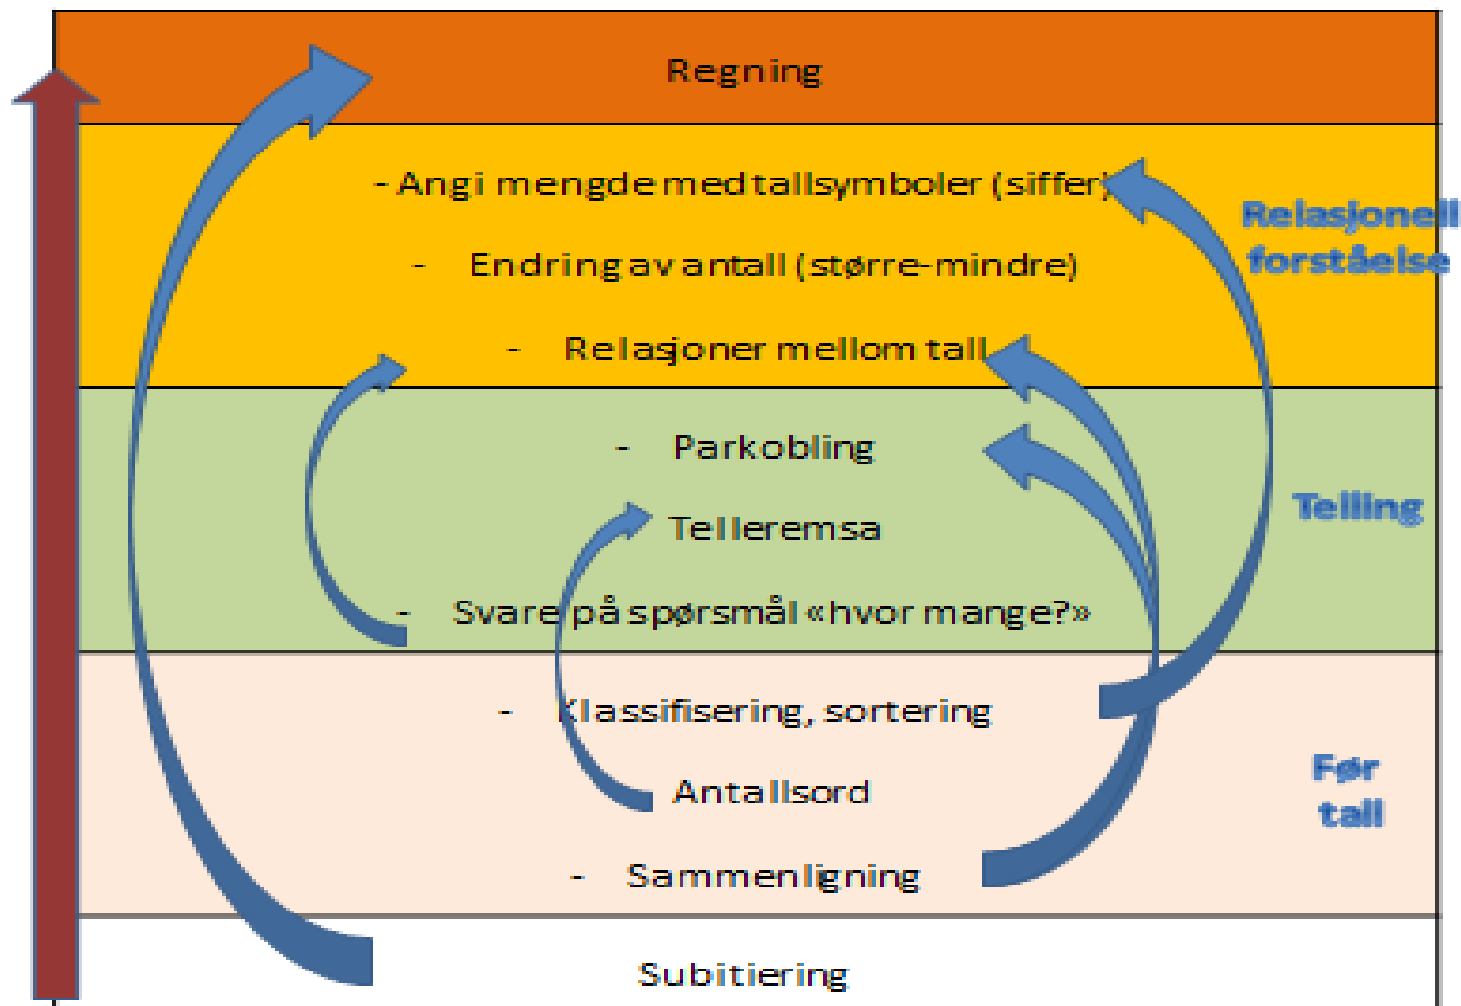 Regning
- Angi mengde med tallsymboler (siffer)
Relasjonell
forståelse
- Endring av antall (større-mindre)
- Relasjoner mellom tall
- Parkobling
Telling
Telleremsa
- Svare på spørsmål «hvor mange?»
- Klassifisering, sortering
Før
tall
Antallsord
- Sammenligning
Subitiering